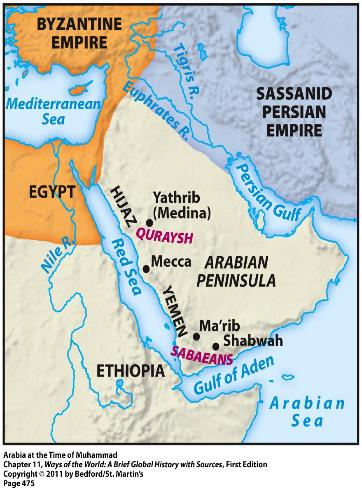 BYZANTINE
EMPIRE
Tigris R.
Mediterranean
Sea
Euphrates R.
SASSANID
PERSIAN
EMPIRE
EGYPT
HIJAZ
Yathrib
(Medina)
Persian Gulf
QURAYSH
Nile R.
Red Sea
Mecca
ARABIAN
PENINSULA
YEMEN
Ma'rib
Shabwah
SABAEANS
ETHIOPIA
Gulf of Aden
Arabian
Sea
Arabia at the Time of Muhammad
Chapter 11, Ways of the World: A Brief Global History with Sources, First Edition
Copyright © 2011 by Bedford/St. Martin's
Page 475